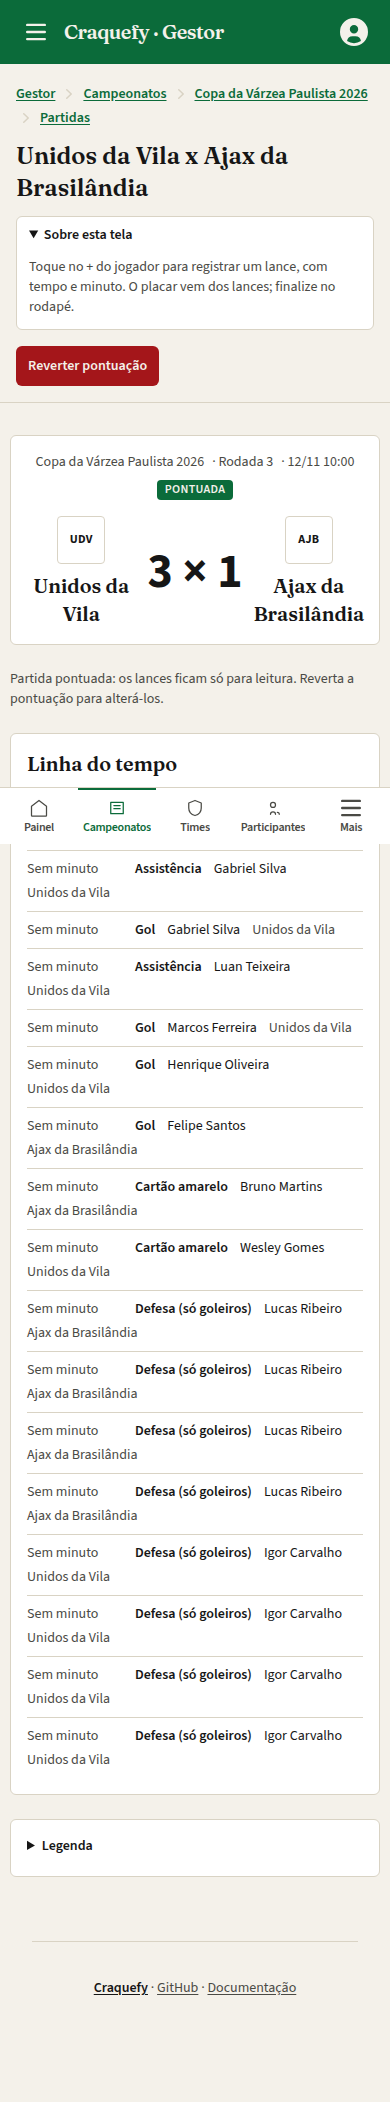 Craquefy · Gestor
Gestor > Campeonatos > Copa da Várzea Paulista 2026
> Partidas
Unidos da Vila x Ajax da
Brasilândia
▼ Sobre esta tela
Toque no + do jogador para registrar um lance, com
tempo e minuto. O placar vem dos lances; finalize no
rodapé.
Reverter pontuação
Copa da Várzea Paulista 2026 · Rodada 3 · 12/11 10:00
PONTUADA
UDV
Unidos da
Vila
3 × 1
AJB
Ajax da
Brasilândia
Partida pontuada: os lances ficam só para leitura. Reverta a
pontuação para alterá-los.
Linha do tempo
Painel Campeonatos Times Participantes Mais
Sem minuto Assistência Gabriel Silva
Unidos da Vila
Sem minuto Gol Gabriel Silva Unidos da Vila
Sem minuto Assistência Luan Teixeira
Unidos da Vila
Sem minuto Gol Marcos Ferreira Unidos da Vila
Sem minuto Gol Henrique Oliveira
Unidos da Vila
Sem minuto Gol Felipe Santos
Ajax da Brasilândia
Sem minuto Cartão amarelo Bruno Martins
Ajax da Brasilândia
Sem minuto Cartão amarelo Wesley Gomes
Unidos da Vila
Sem minuto Defesa (só goleiros) Lucas Ribeiro
Ajax da Brasilândia
Sem minuto Defesa (só goleiros) Lucas Ribeiro
Ajax da Brasilândia
Sem minuto Defesa (só goleiros) Lucas Ribeiro
Ajax da Brasilândia
Sem minuto Defesa (só goleiros) Lucas Ribeiro
Ajax da Brasilândia
Sem minuto Defesa (só goleiros) Igor Carvalho
Unidos da Vila
Sem minuto Defesa (só goleiros) Igor Carvalho
Unidos da Vila
Sem minuto Defesa (só goleiros) Igor Carvalho
Unidos da Vila
Sem minuto Defesa (só goleiros) Igor Carvalho
Unidos da Vila
▶ Legenda
Craquefy · GitHub · Documentação